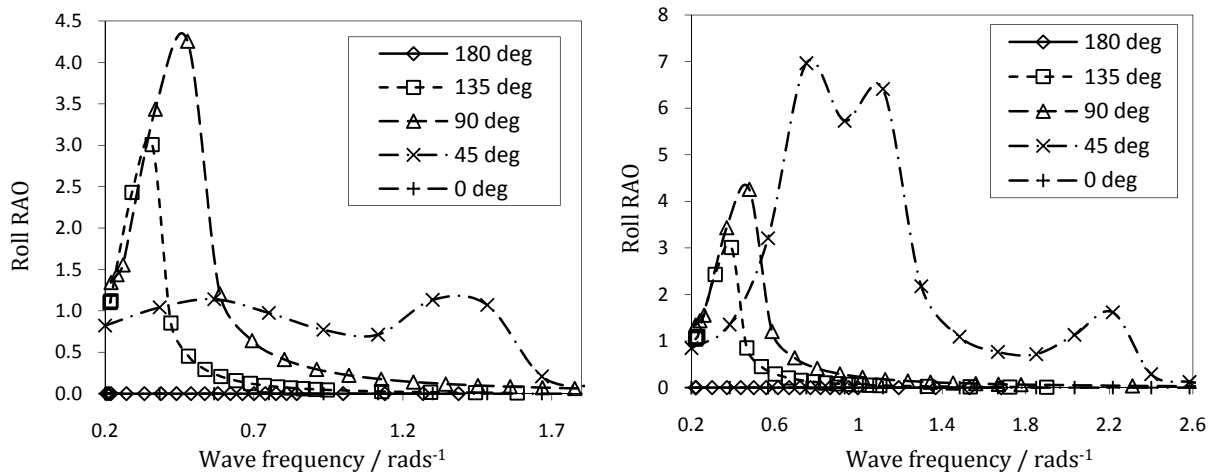 4.5
4.0
3.5
3.0
2.5
2.0
1.5
1.0
0.5
0.0
Roll RAO
180 deg
135 deg
90 deg
45 deg
0 deg
0.2 0.7 1.2 1.7
Wave frequency / rads-1
8
7
6
5
4
3
2
1
0
Roll RAO
180 deg
135 deg
90 deg
45 deg
0 deg
0.2 0.6 1 1.4 1.8 2.2 2.6
Wave frequency / rads-1